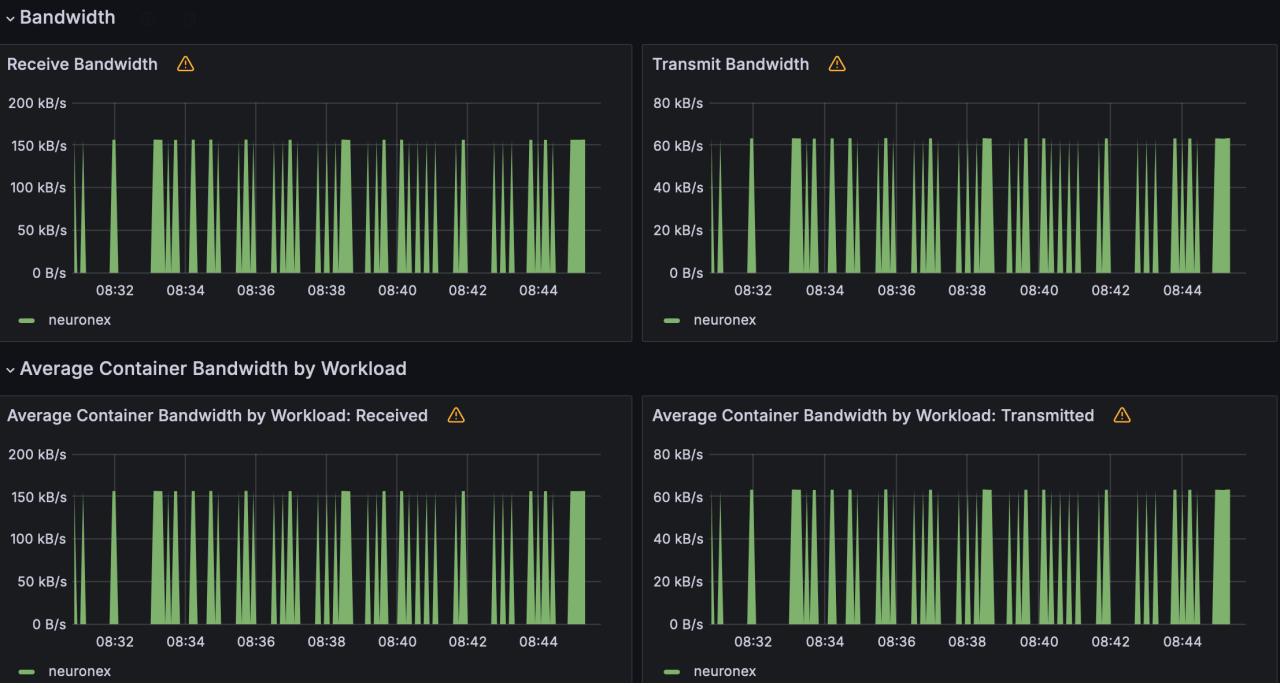 Bandwidth
Receive Bandwidth
200 kB/s
150 kB/s
100 kB/s
50 kB/s
0 B/s
08:32 08:34 08:36 08:38 08:40 08:42 08:44
neuronex
Transmit Bandwidth
80 kB/s
60 kB/s
40 kB/s
20 kB/s
0 B/s
08:32 08:34 08:36 08:38 08:40 08:42 08:44
neuronex
Average Container Bandwidth by Workload
Average Container Bandwidth by Workload: Received
200 kB/s
150 kB/s
100 kB/s
50 kB/s
0 B/s
08:32 08:34 08:36 08:38 08:40 08:42 08:44
neuronex
Average Container Bandwidth by Workload: Transmitted
80 kB/s
60 kB/s
40 kB/s
20 kB/s
0 B/s
08:32 08:34 08:36 08:38 08:40 08:42 08:44
neuronex